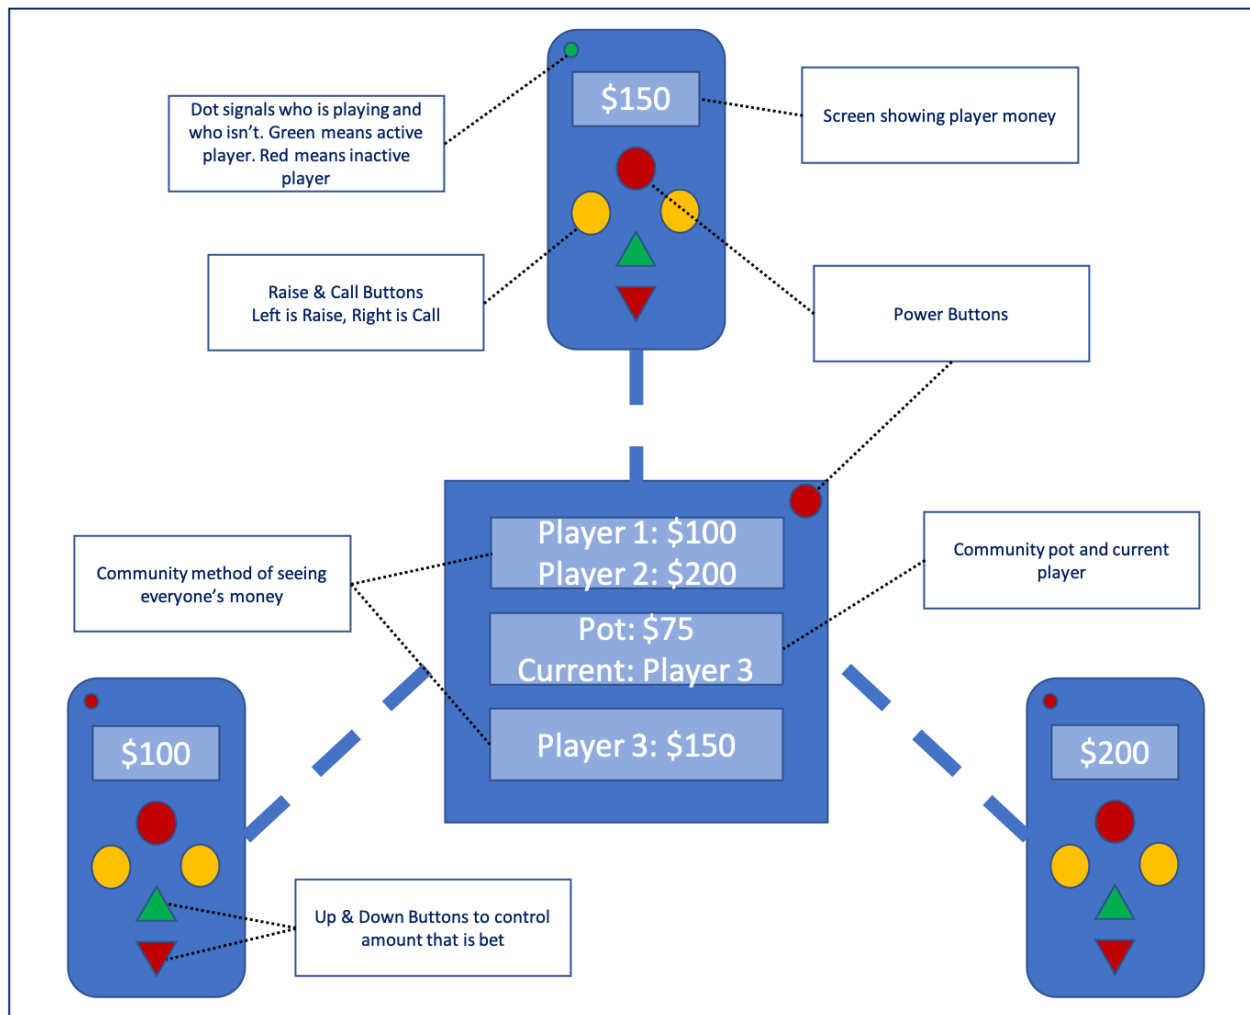 $150
Dot signals who is playing and
who isn't. Green means active
player. Red means inactive
player
Screen showing player money
Raise & Call Buttons
Left is Raise, Right is Call
Power Buttons
Player 1: $100
Player 2: $200
Community pot and current
player
Community method of seeing
everyone's money
Pot: $75
Current: Player 3
Player 3: $150
$100
$200
Up & Down Buttons to control
amount that is bet